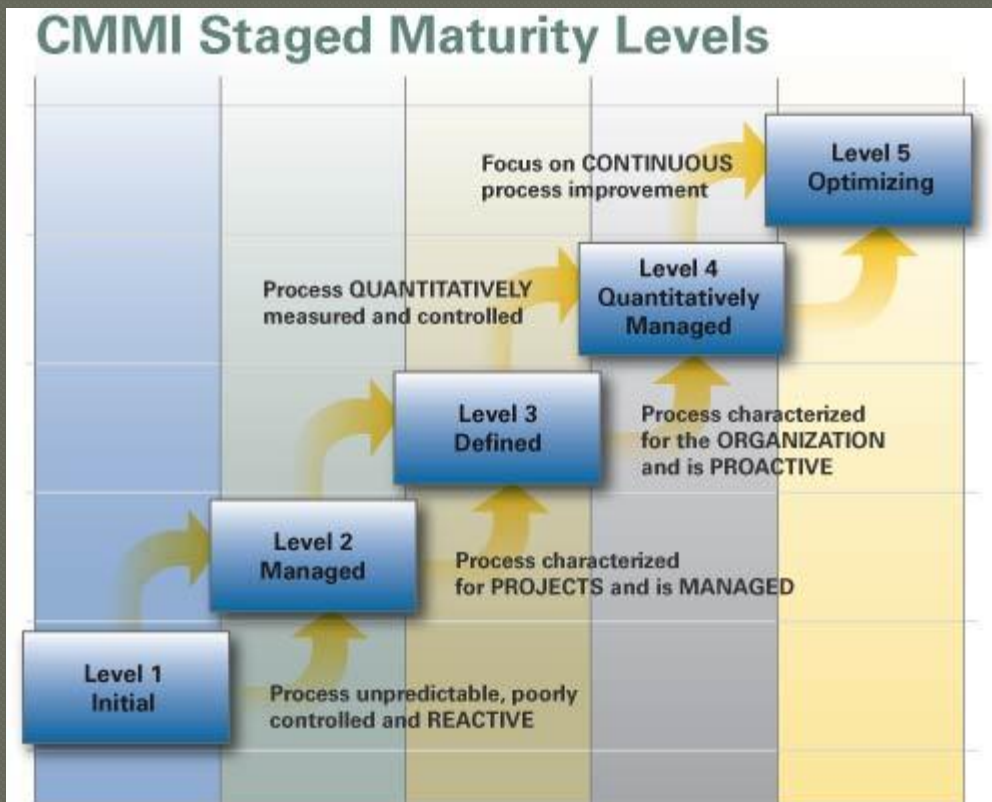 CMMI Staged Maturity Levels
Focus on CONTINUOUS
process improvement
Level 5
Optimizing
Process QUANTITATIVELY
measured and controlled
Level 4
Quantitatively
Managed
Level 3
Defined
Process characterized
for the ORGANIZATION
and is PROACTIVE
Level 2
Managed
Process characterized
for PROJECTS and is MANAGED
Level 1
Initial
Process unpredictable, poorly
controlled and REACTIVE